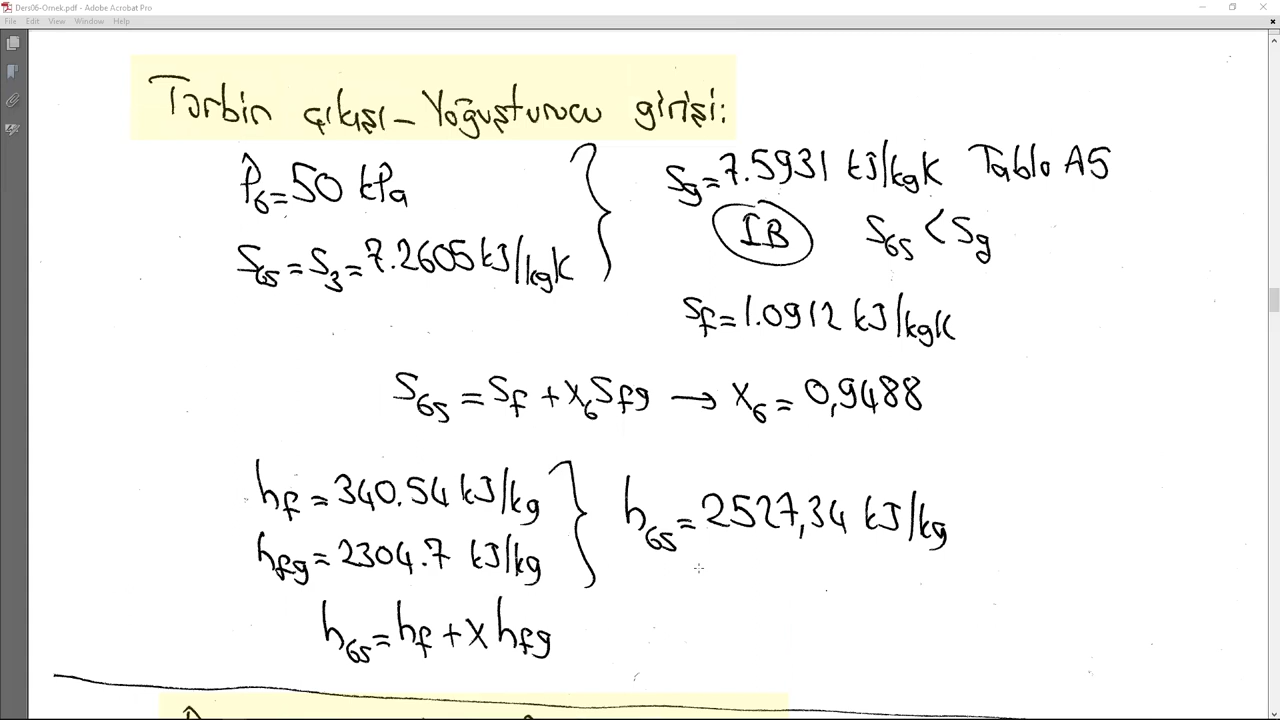 Ders06-Ornek.pdf - Adobe Acrobat Pro
File Edit View Window Help
Türbin çıkışı - Yoğuşturucu girişi:
P6 = 50 kPa
S6s = S3 = 7.2605 kJ/kgK
Sg = 7.5931 kJ/kgK Tablo A5
IB S6s < Sg
Sf = 1.0912 kJ/kgK
S6s = Sf + x6 Sfg → x6 = 0,9488
hf = 340.54 kJ/kg
hfg = 2304.7 kJ/kg
h6s = 2527,34 kJ/kg
h6s = hf + x hfg